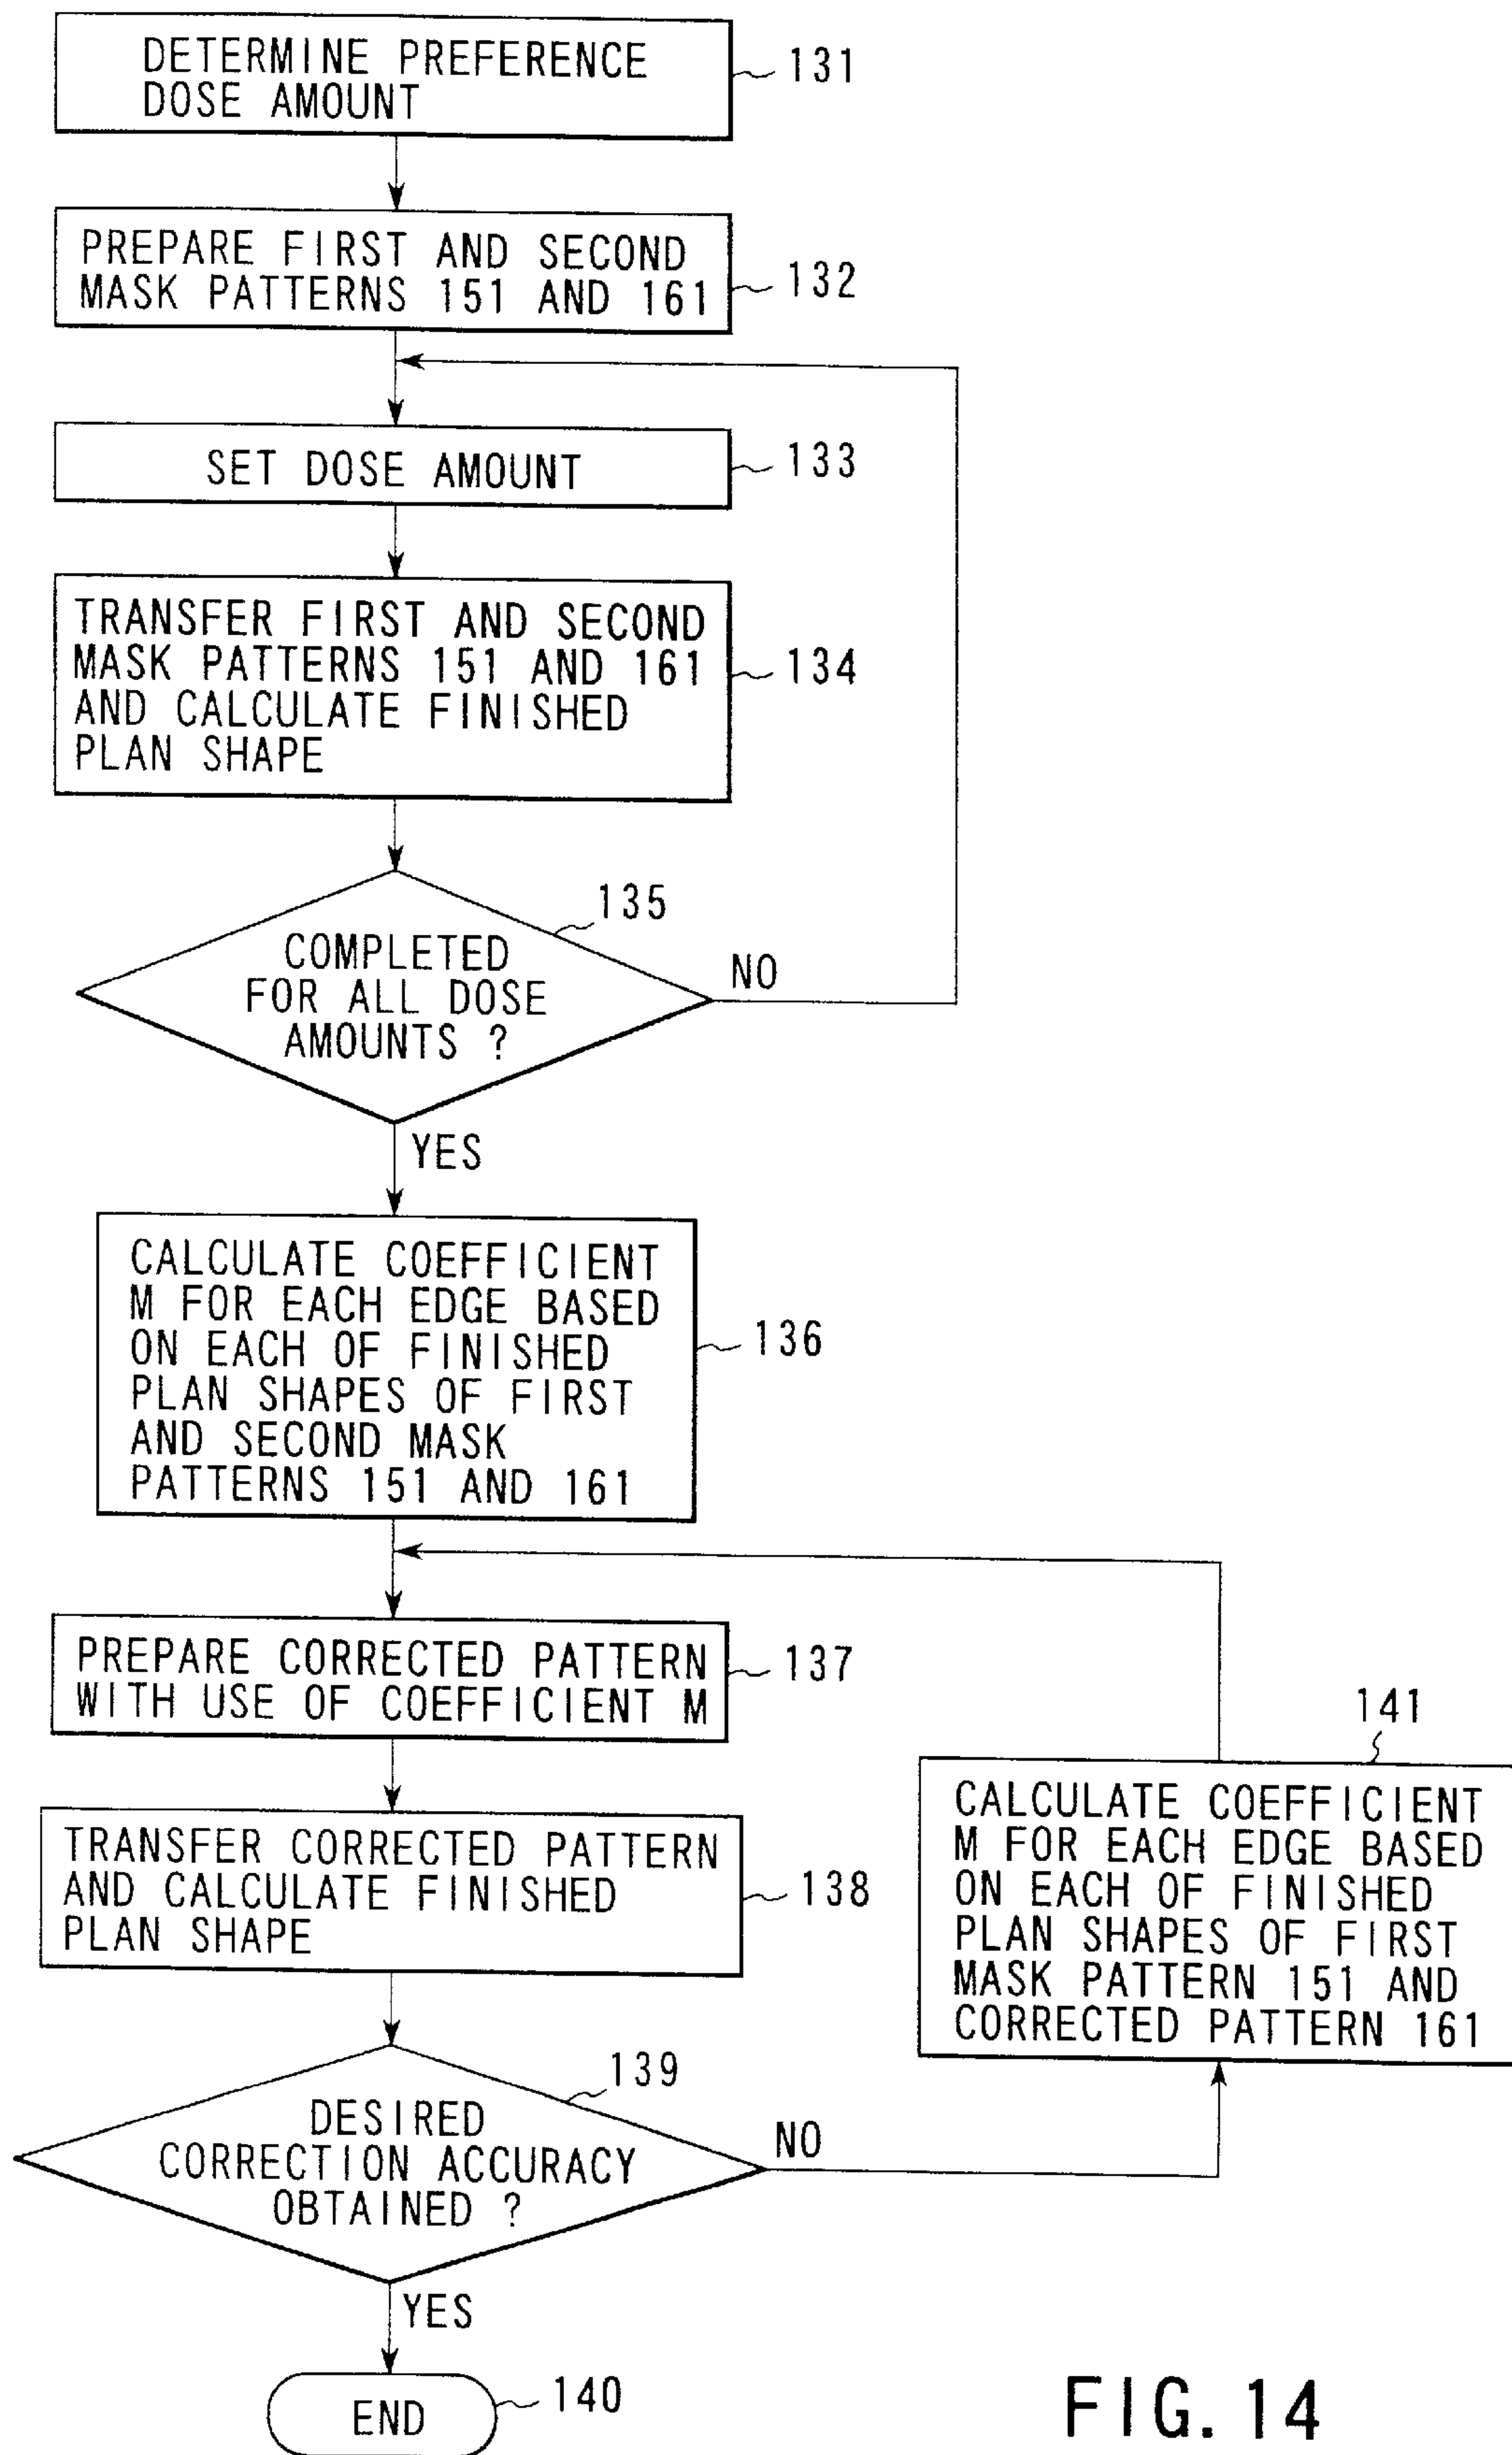 DETERMINE PREFERENCE
DOSE AMOUNT
131
PREPARE FIRST AND SECOND
MASK PATTERNS 151 AND 161
132
SET DOSE AMOUNT
133
TRANSFER FIRST AND SECOND
MASK PATTERNS 151 AND 161
AND CALCULATE FINISHED
PLAN SHAPE
134
135
COMPLETED
FOR ALL DOSE
AMOUNTS ?
NO
YES
CALCULATE COEFFICIENT
M FOR EACH EDGE BASED
ON EACH OF FINISHED
PLAN SHAPES OF FIRST
AND SECOND MASK
PATTERNS 151 AND 161
136
PREPARE CORRECTED PATTERN
WITH USE OF COEFFICIENT M
137
TRANSFER CORRECTED PATTERN
AND CALCULATE FINISHED
PLAN SHAPE
138
141
CALCULATE COEFFICIENT
M FOR EACH EDGE BASED
ON EACH OF FINISHED
PLAN SHAPES OF FIRST
MASK PATTERN 151 AND
CORRECTED PATTERN 161
139
DESIRED
CORRECTION ACCURACY
OBTAINED ?
NO
YES
END
140
FIG. 14